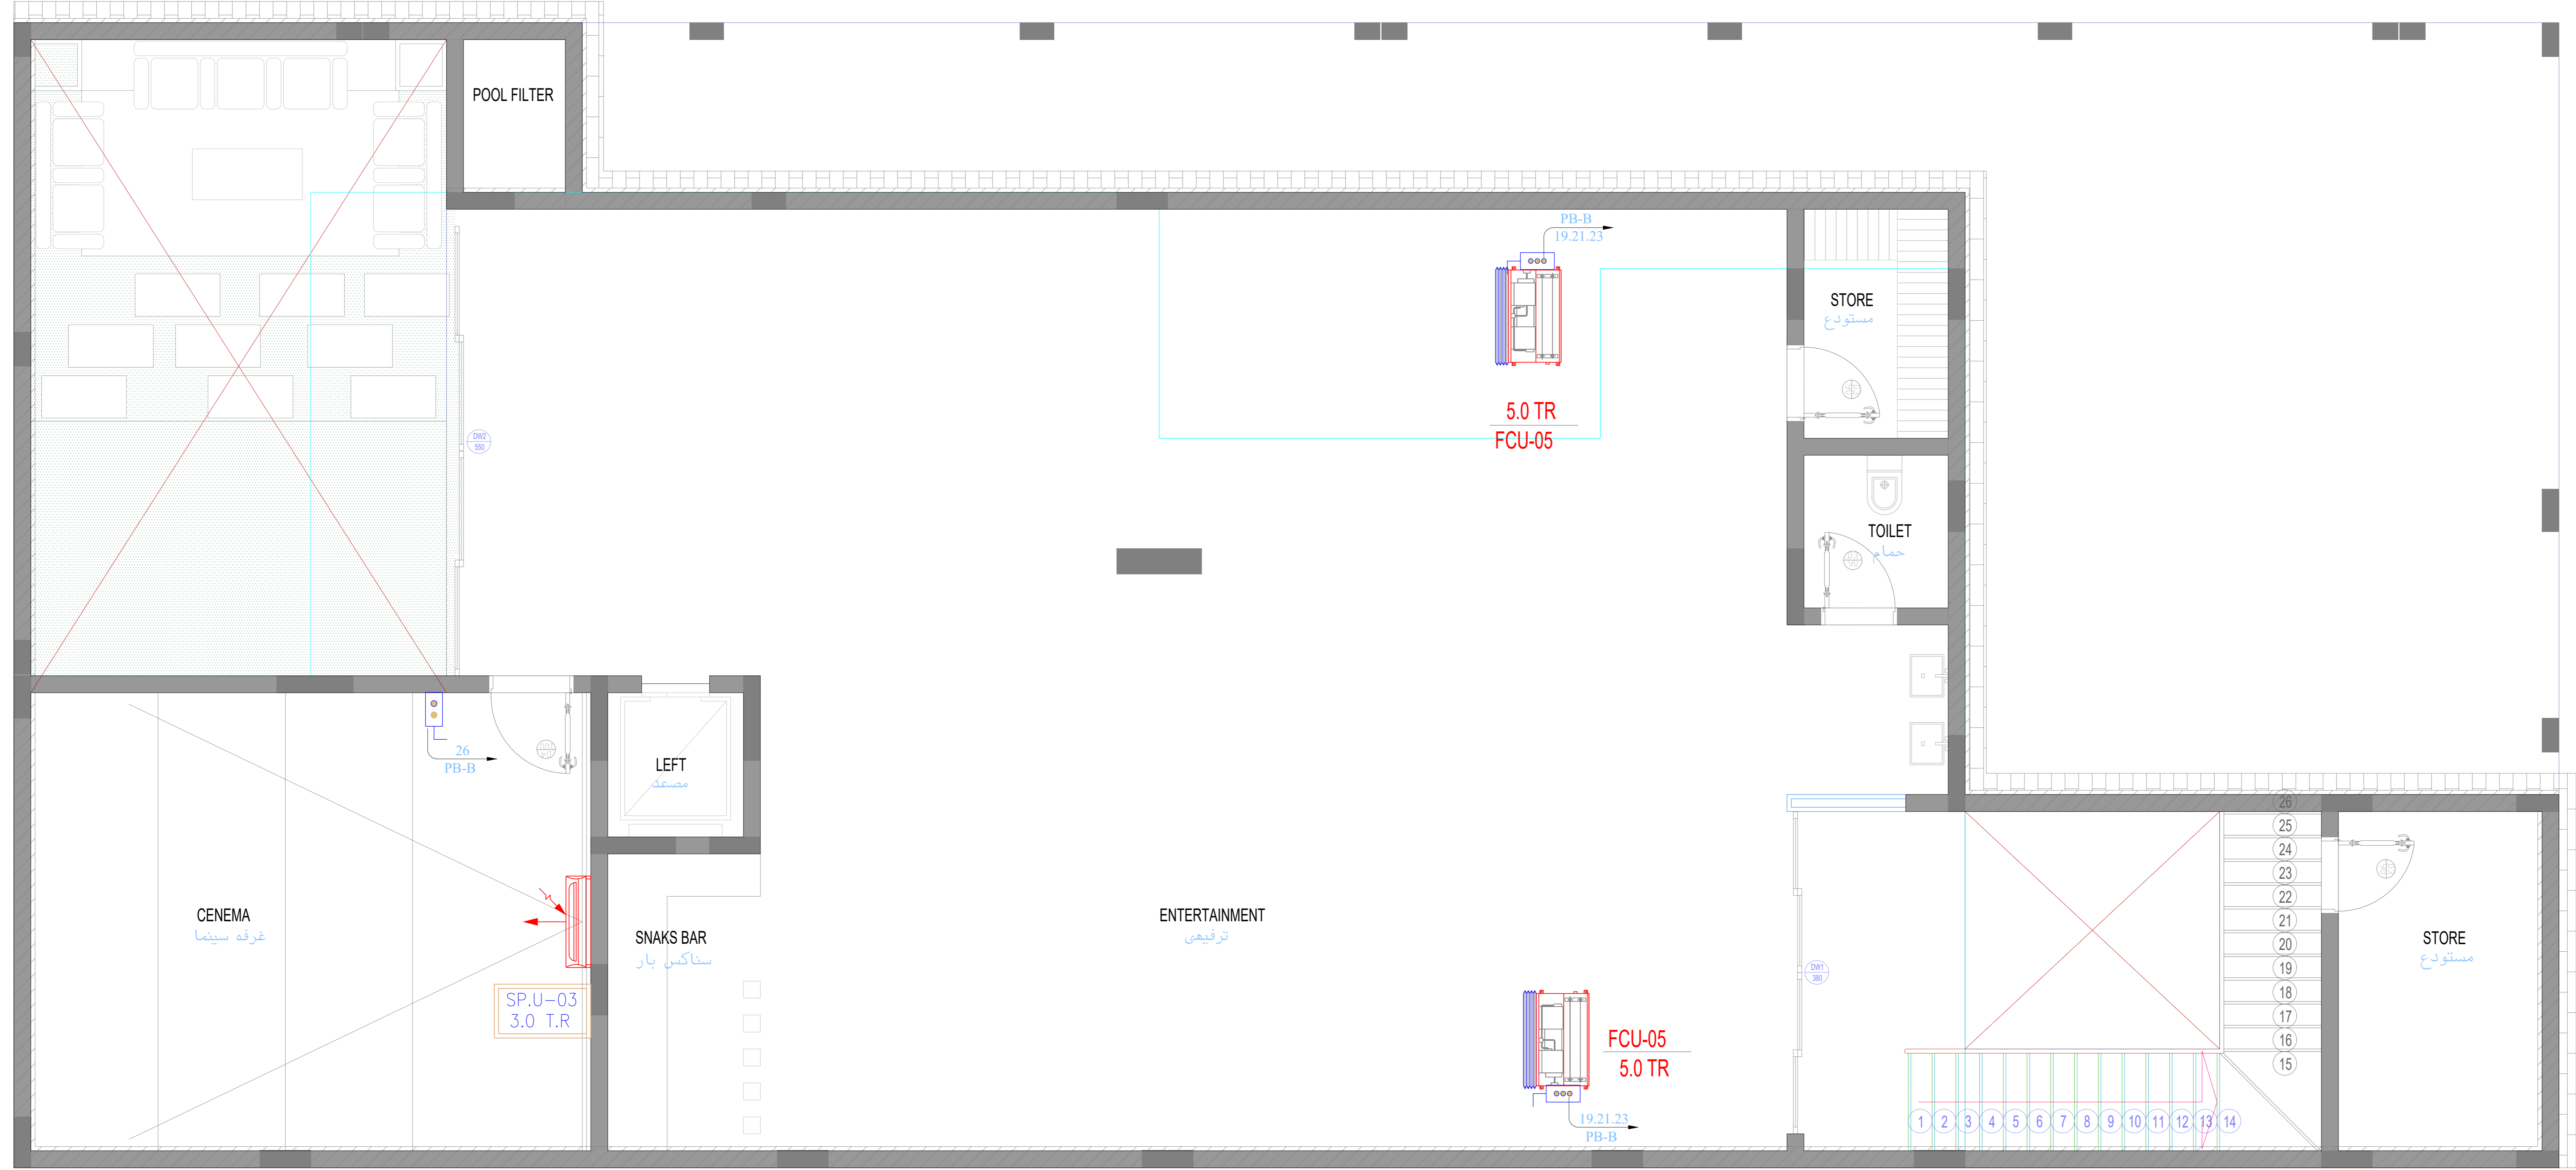 POOL FILTER
PB-B
19.21.23
STORE
مستودع
5.0 TR
FCU-05
DW2
550
TOILET
حمام
26
PB-B
LEFT
مصعد
CENEMA
غرفه سينما
SNAKS BAR
سناكس بار
ENTERTAINMENT
ترفيهى
SP.U-03
3.0 T.R
FCU-05
5.0 TR
19.21.23
PB-B
DW1
380
STORE
مستودع
26
25
24
23
22
21
20
19
18
17
16
15
1 2 3 4 5 6 7 8 9 10 11 12 13 14